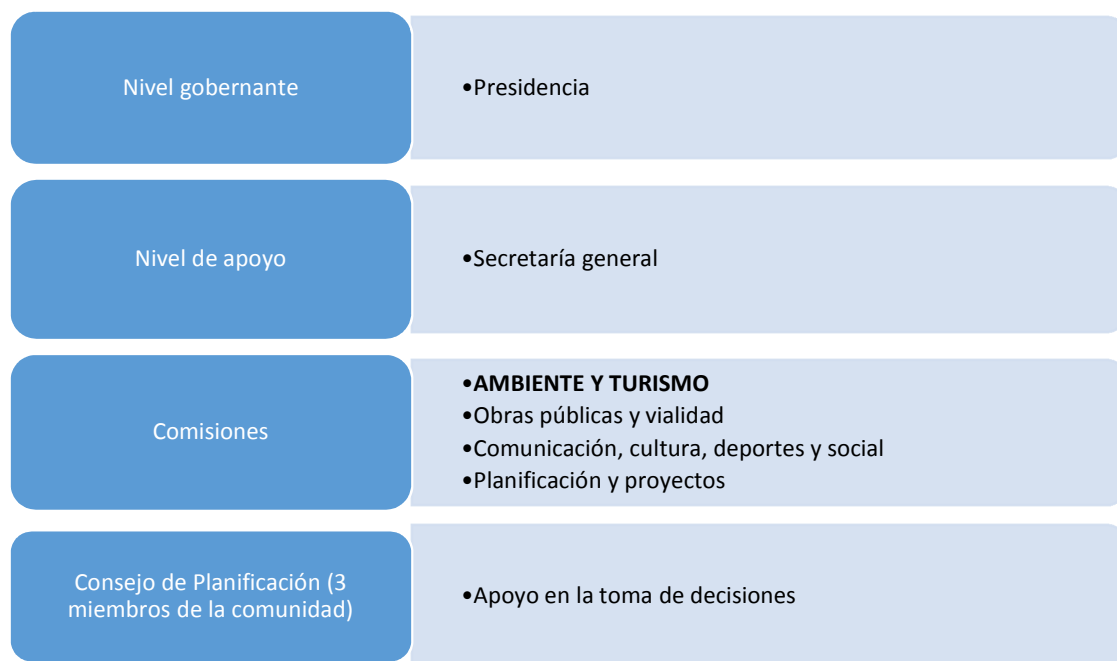 Nivel gobernante
•Presidencia
Nivel de apoyo
•Secretaría general
Comisiones
•AMBIENTE Y TURISMO
•Obras públicas y vialidad
•Comunicación, cultura, deportes y social
•Planificación y proyectos
Consejo de Planificación (3
miembros de la comunidad)
•Apoyo en la toma de decisiones